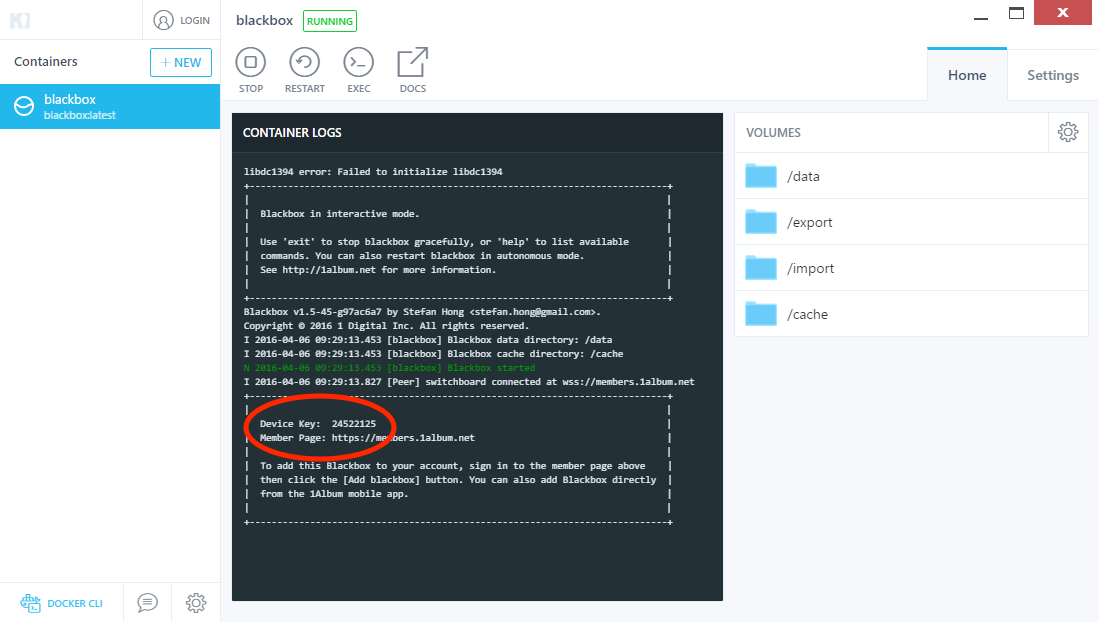 LOGIN
Containers
+ NEW
blackbox
blackbox:latest
DOCKER CLI
blackbox RUNNING
STOP
RESTART
EXEC
DOCS
Home
Settings
CONTAINER LOGS
libdc1394 error: Failed to initialize libdc1394
Blackbox in interactive mode.
Use 'exit' to stop blackbox gracefully, or 'help' to list available
commands. You can also restart blackbox in autonomous mode.
See http://1album.net for more information.
Blackbox v1.5-45-g97ac6a7 by Stefan Hong <stefan.hong@gmail.com>.
Copyright © 2016 1 Digital Inc. All rights reserved.
I 2016-04-06 09:29:13.453 [blackbox] Blackbox data directory: /data
I 2016-04-06 09:29:13.453 [blackbox] Blackbox cache directory: /cache
N 2016-04-06 09:29:13.453 [blackbox] Blackbox started
I 2016-04-06 09:29:13.827 [Peer] switchboard connected at wss://members.1album.net
Device Key: 24522125
Member Page: https://members.1album.net
To add this Blackbox to your account, sign in to the member page above
then click the [Add blackbox] button. You can also add Blackbox directly
from the 1Album mobile app.
VOLUMES
/data
/export
/import
/cache